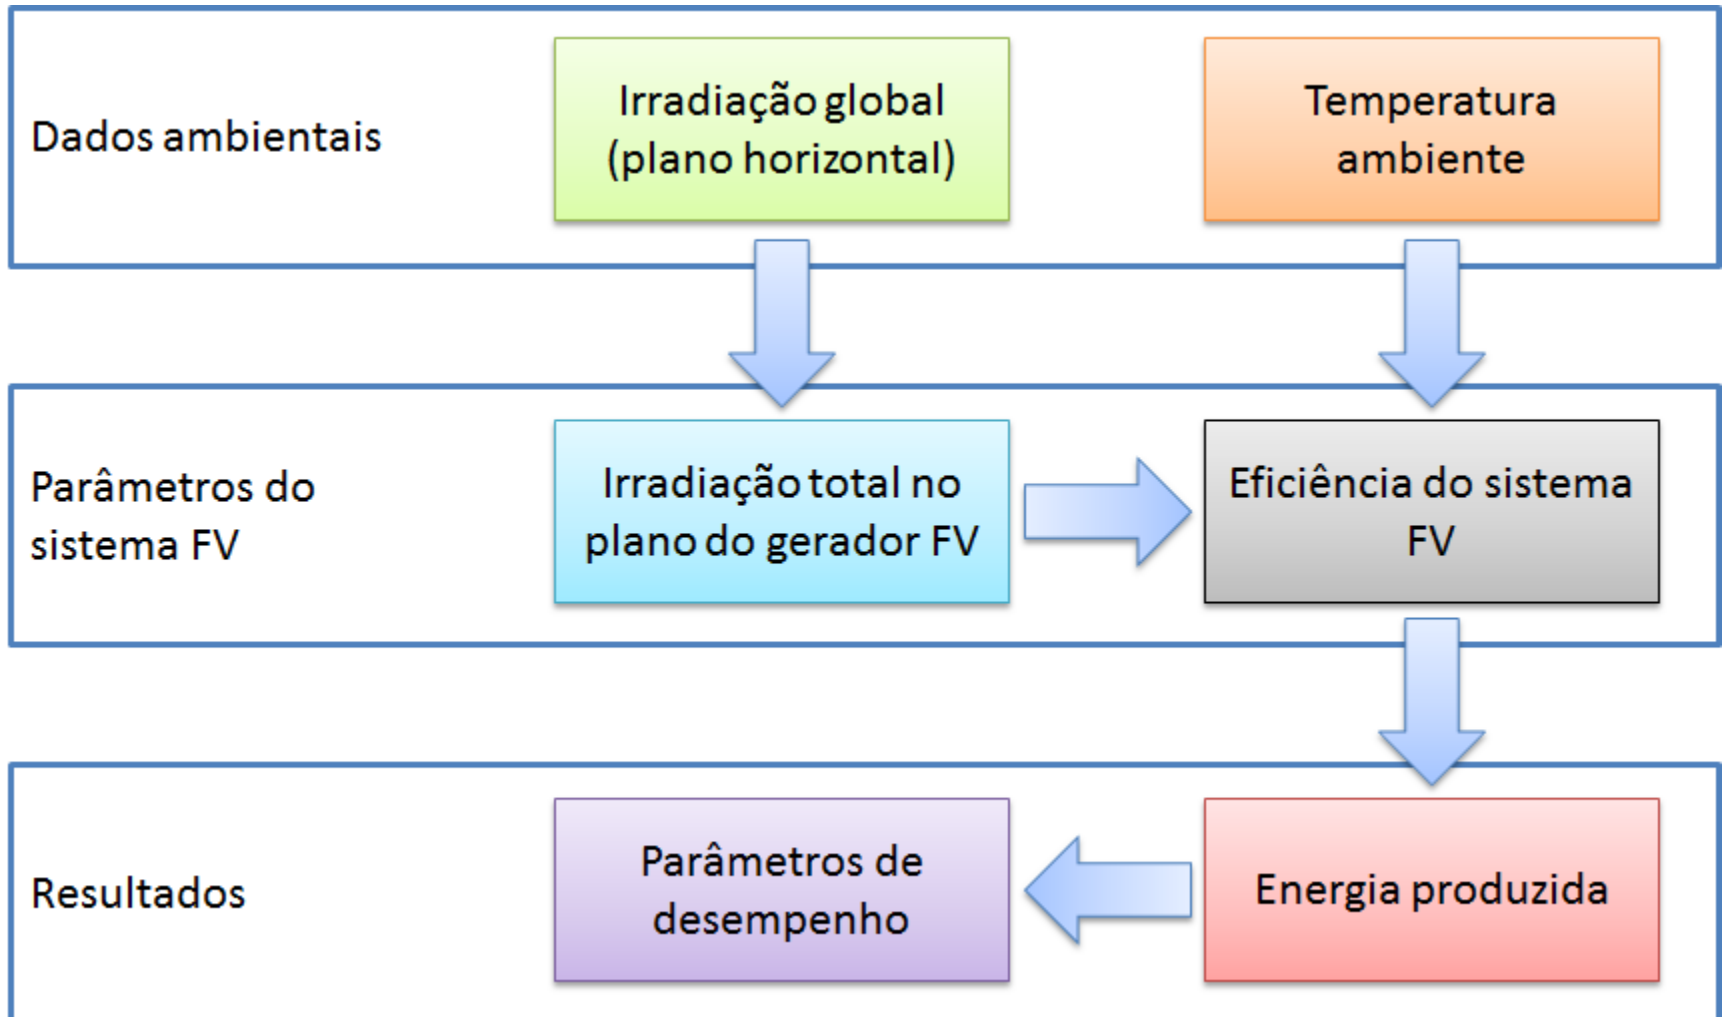 Dados ambientais
Irradiação global
(plano horizontal)
Temperatura
ambiente
Parâmetros do
sistema FV
Irradiação total no
plano do gerador FV
Eficiência do sistema
FV
Resultados
Parâmetros de
desempenho
Energia produzida